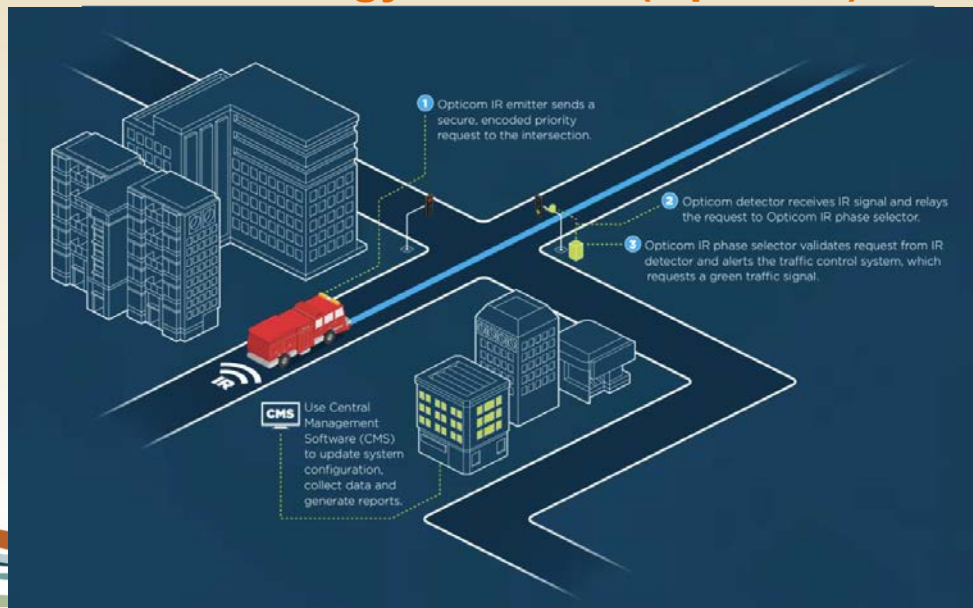 1 Opticom IR emitter sends a
secure, encoded priority
request to the intersection.
2 Opticom detector receives IR signal and relays
the request to Opticom IR phase selector.
3 Opticom IR phase selector validates request from IR
detector and alerts the traffic control system, which
requests a green traffic signal.
IR
CMS Use Central
Management
Software (CMS)
to update system
configuration,
collect data and
generate reports.